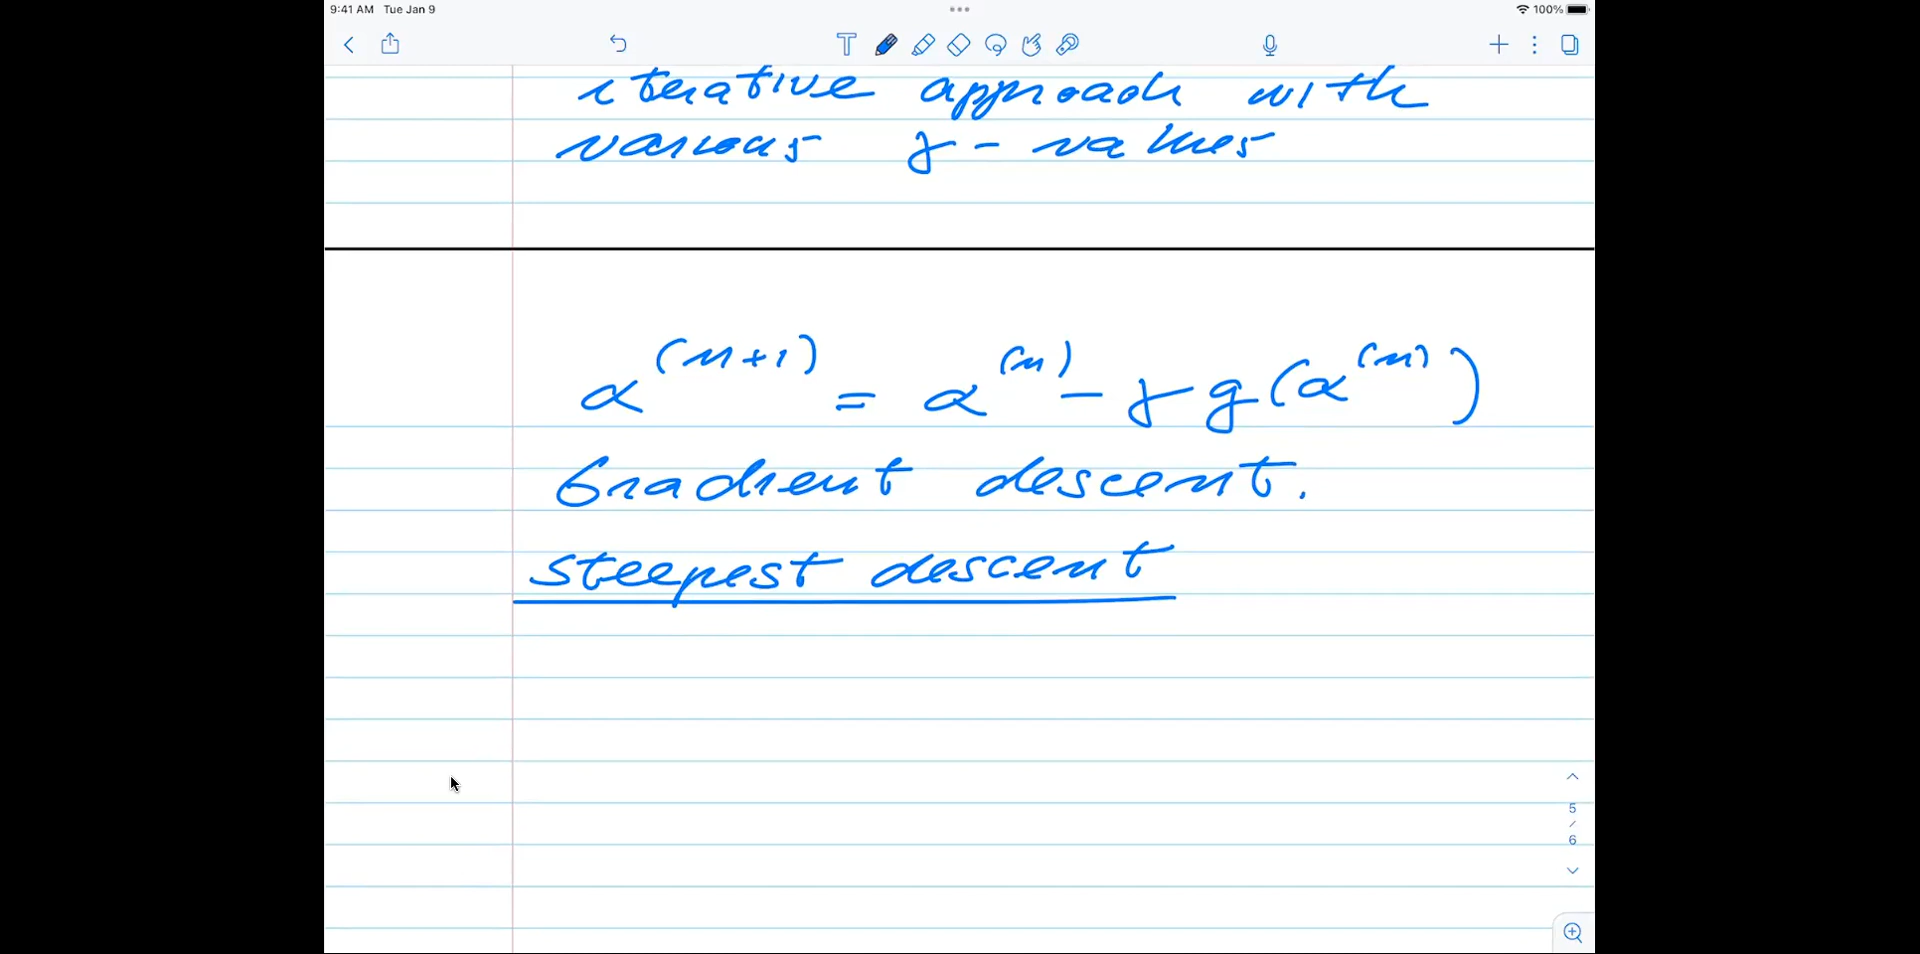 9:41 AM Tue Jan 9
100%
iterative approach with
various γ - values
α^(n+1) = α^(n) - γ g(α^(n))
Gradient descent.
steepest descent
5
/
6